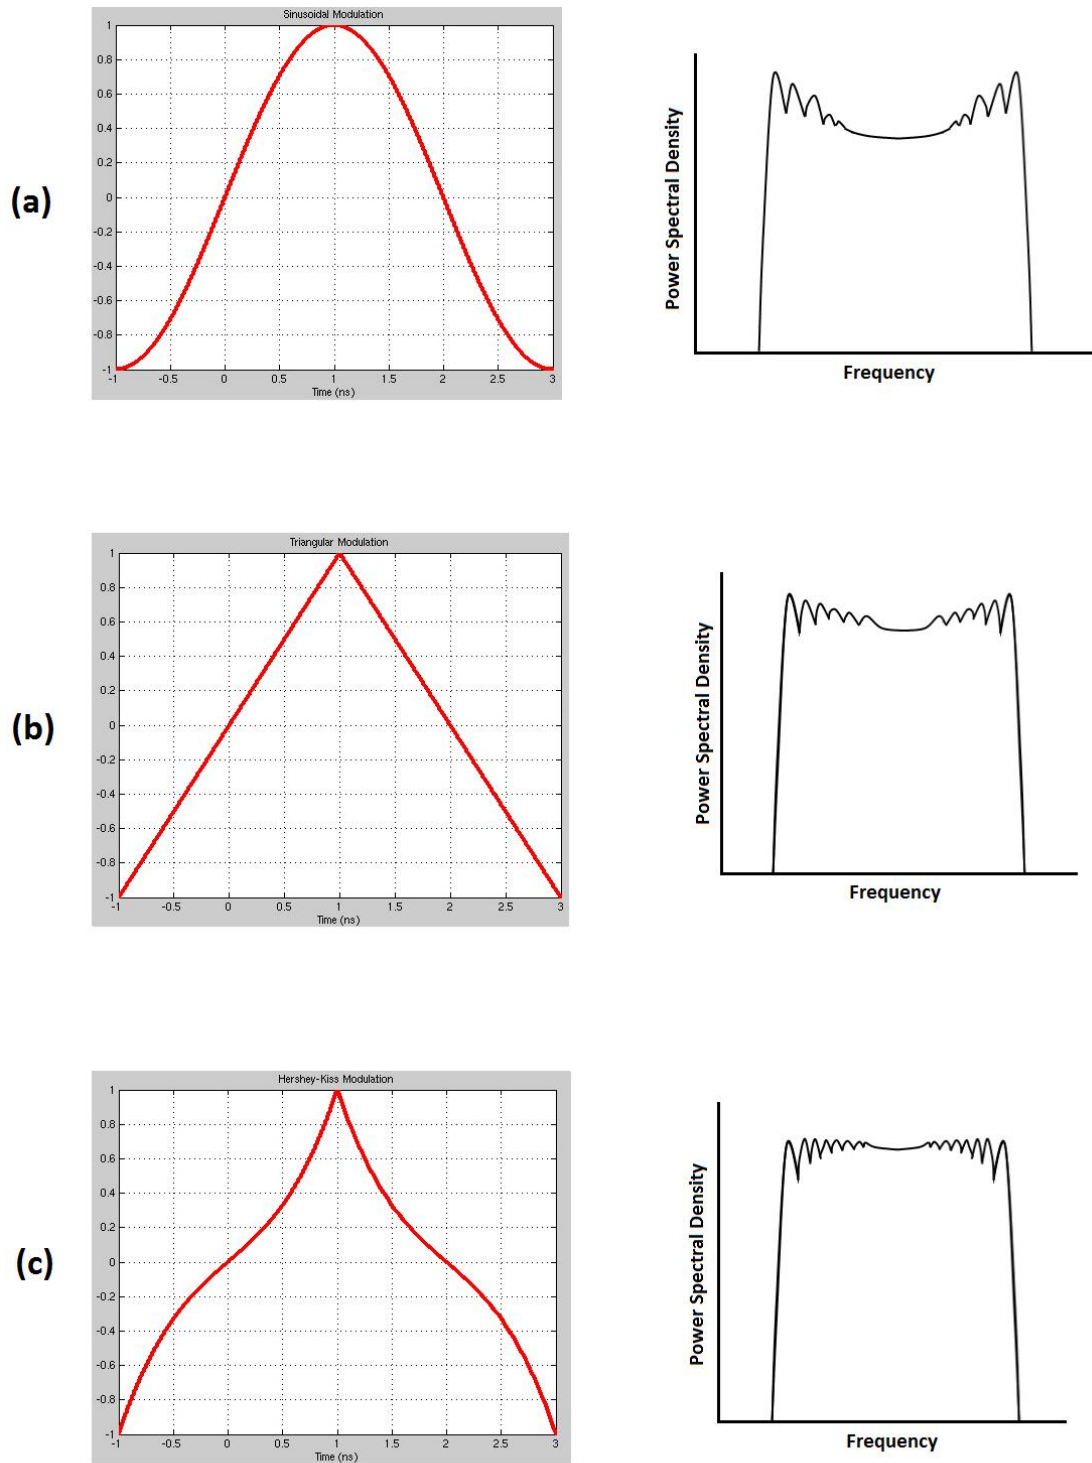 Sinusoidal Modulation
1
0.8
0.6
0.4
0.2
0
-0.2
-0.4
-0.6
-0.8
-1
-1 -0.5 0 0.5 1 1.5 2 2.5 3
Time (ns)
(a)
Power Spectral Density
Frequency
Triangular Modulation
1
0.8
0.6
0.4
0.2
0
-0.2
-0.4
-0.6
-0.8
-1
-1 -0.5 0 0.5 1 1.5 2 2.5 3
Time (ns)
(b)
Power Spectral Density
Frequency
Hershey-Kiss Modulation
1
0.8
0.6
0.4
0.2
0
-0.2
-0.4
-0.6
-0.8
-1
-1 -0.5 0 0.5 1 1.5 2 2.5 3
Time (ns)
(c)
Power Spectral Density
Frequency